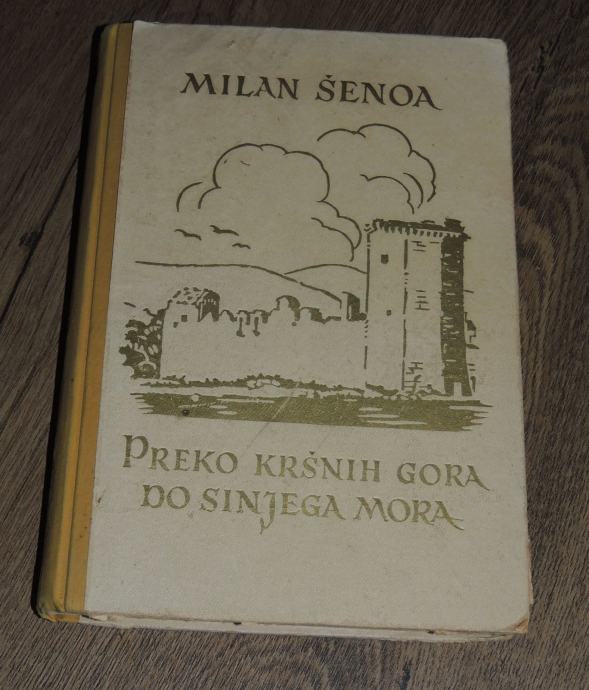 MILAN ŠENOA
PREKO KRŠNIH GORA
DO SINJEGA MORA